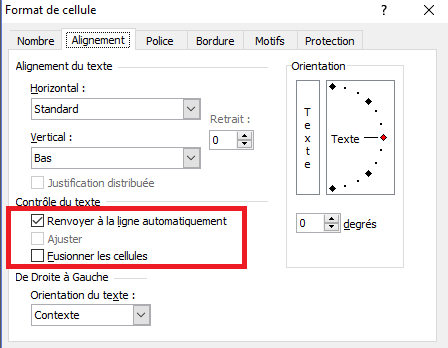 Format de cellule
Nombre Alignement Police Bordure Motifs Protection
Alignement du texte
Horizontal :
Standard
Retrait :
Vertical :
Bas
0
Justification distribuée
Orientation
Texte
Texte
0 degrés
Contrôle du texte
Renvoyer à la ligne automatiquement
Ajuster
Fusionner les cellules
De Droite à Gauche
Orientation du texte :
Contexte